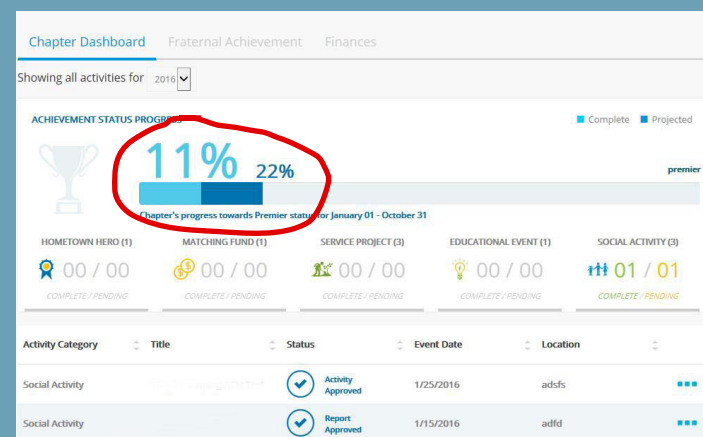 Chapter Dashboard Fraternal Achievement Finances
Showing all activities for 2016
ACHIEVEMENT STATUS PROGRESS Complete Projected
11% 22%
premier
Chapter's progress towards Premier status for January 01 - October 31
HOMETOWN HERO (1) MATCHING FUND (1) SERVICE PROJECT (3) EDUCATIONAL EVENT (1) SOCIAL ACTIVITY (3)
00 / 00 00 / 00 00 / 00 00 / 00 01 / 01
COMPLETE / PENDING COMPLETE / PENDING COMPLETE / PENDING COMPLETE / PENDING COMPLETE / PENDING
Activity Category Title Status Event Date Location
Social Activity Activity Approved 1/25/2016 adsfs
Social Activity Report Approved 1/15/2016 adfd